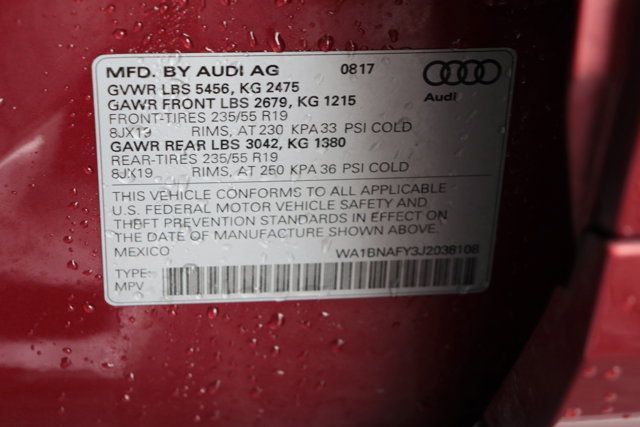 MFD. BY AUDI AG 0817
GVWR LBS 5456, KG 2475
GAWR FRONT LBS 2679, KG 1215
Audi
FRONT-TIRES 235/55 R19
8JX19 RIMS, AT 230 KPA 33 PSI COLD
GAWR REAR LBS 3042, KG 1380
REAR-TIRES 235/55 R19
8JX19 RIMS, AT 250 KPA 36 PSI COLD
THIS VEHICLE CONFORMS TO ALL APPLICABLE
U.S. FEDERAL MOTOR VEHICLE SAFETY AND
THEFT PREVENTION STANDARDS IN EFFECT ON
THE DATE OF MANUFACTURE SHOWN ABOVE.
MEXICO WA1BNAFY3J2038108
TYPE:
MPV